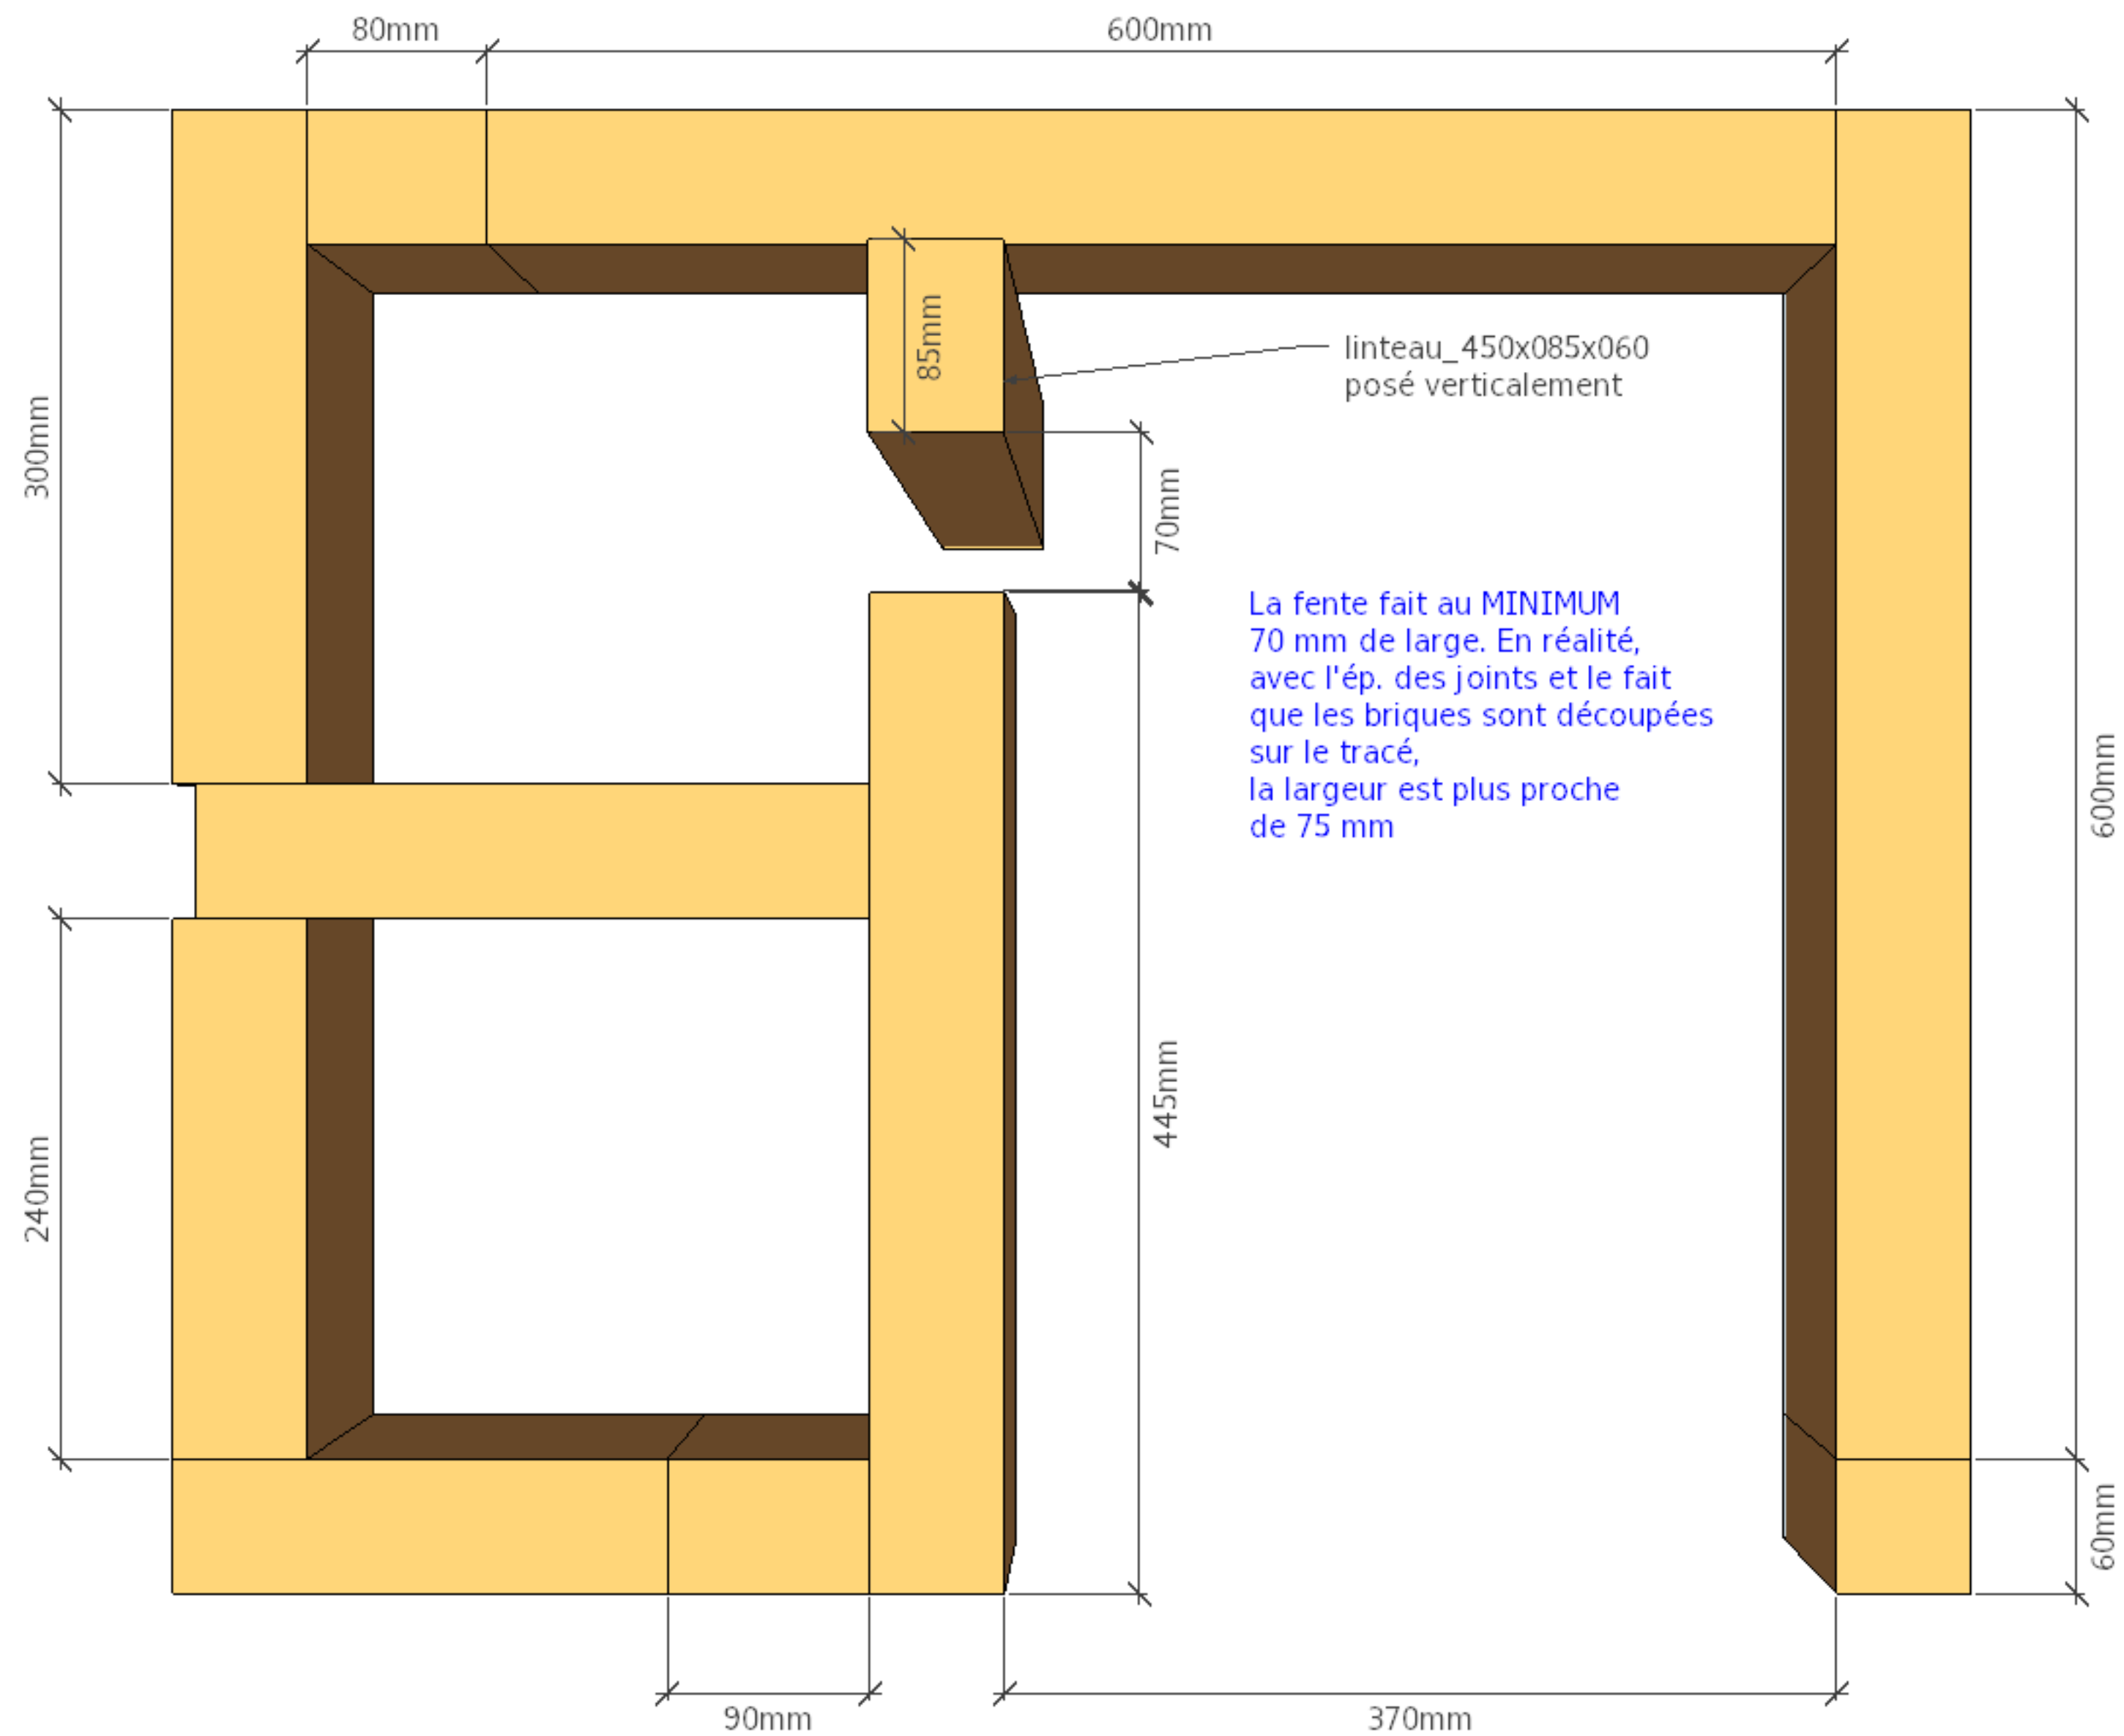 80mm
600mm
300mm
85mm
linteau_450x085x060
posé verticalement
70mm
La fente fait au MINIMUM
70 mm de large. En réalité,
avec l'ép. des joints et le fait
que les briques sont découpées
sur le tracé,
la largeur est plus proche
de 75 mm
600mm
445mm
240mm
60mm
90mm
370mm